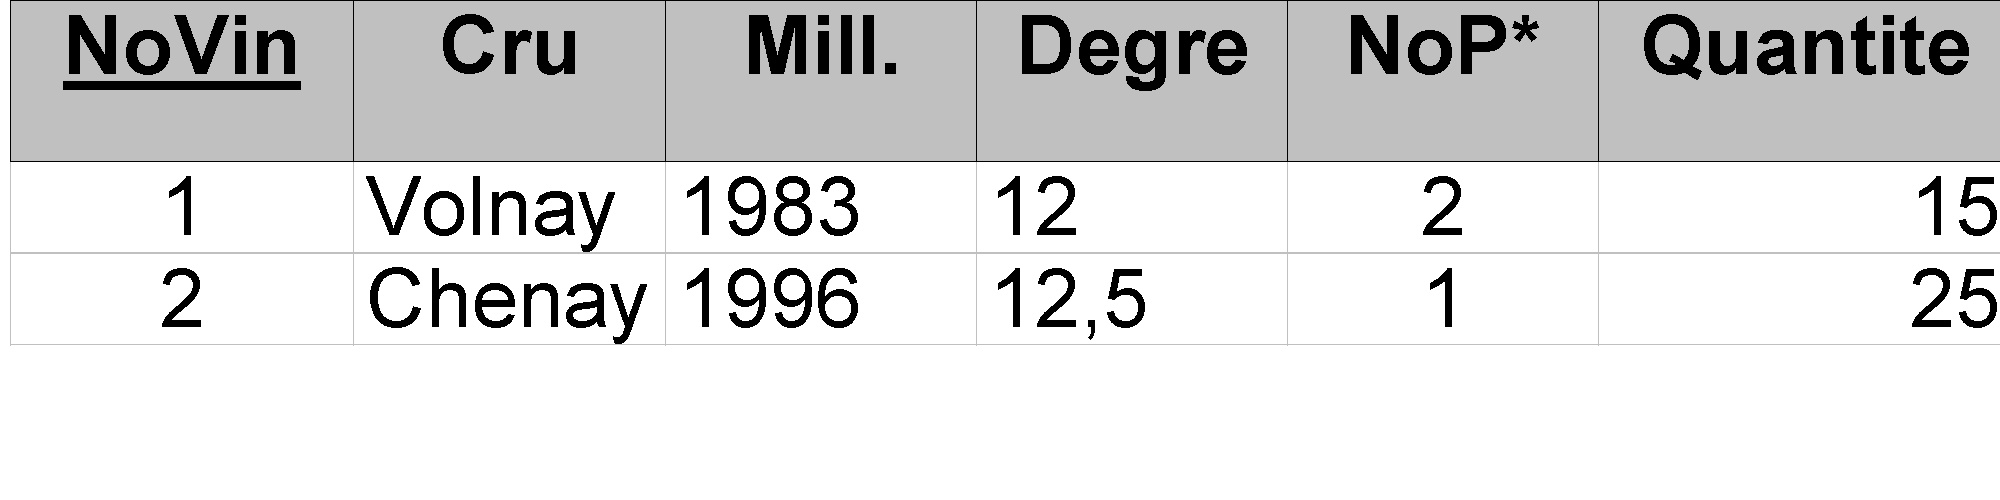 NoVin Cru Mill. Degre NoP* Quantite
1 Volnay 1983 12 2 15
2 Chenay 1996 12,5 1 25